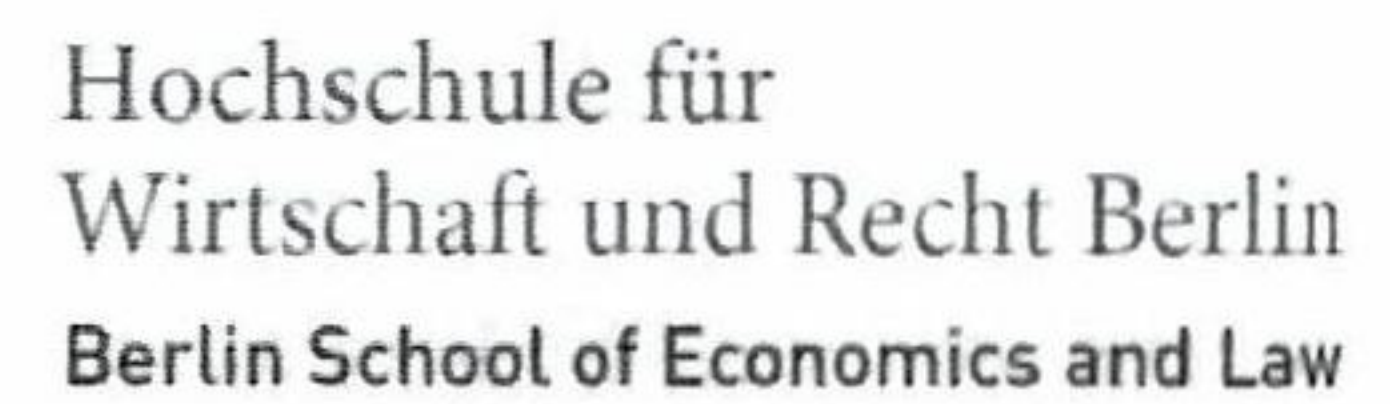 Hochschule für
Wirtschaft und Recht Berlin
Berlin School of Economics and Law